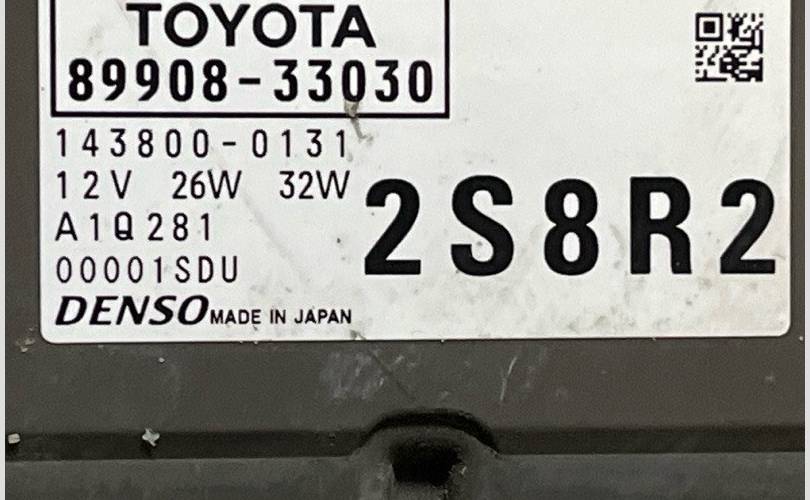 TOYOTA
89908-33030
143800-0131
12V 26W 32W
A1Q281
2S8R2
00001SDU
DENSO MADE IN JAPAN